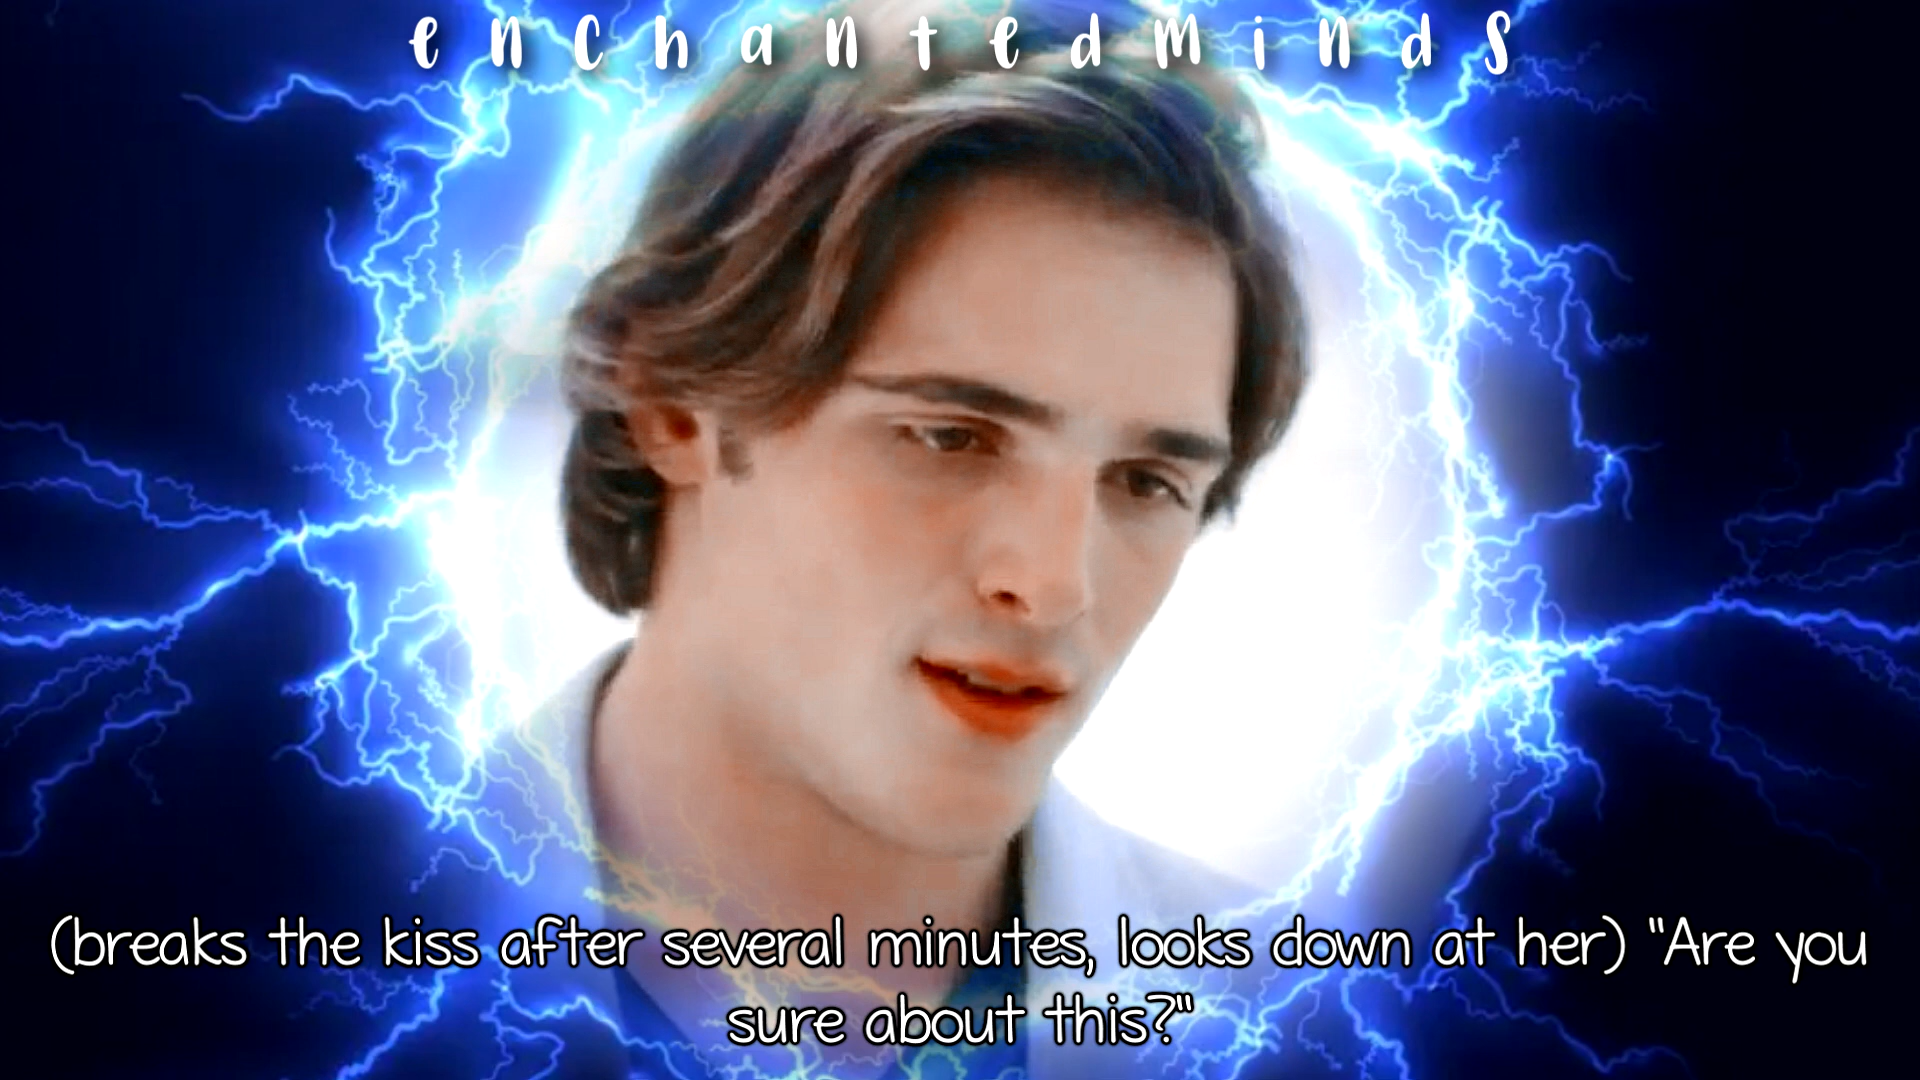 enchantedminds
(breaks the kiss after several minutes, looks down at her) "Are you
sure about this?"